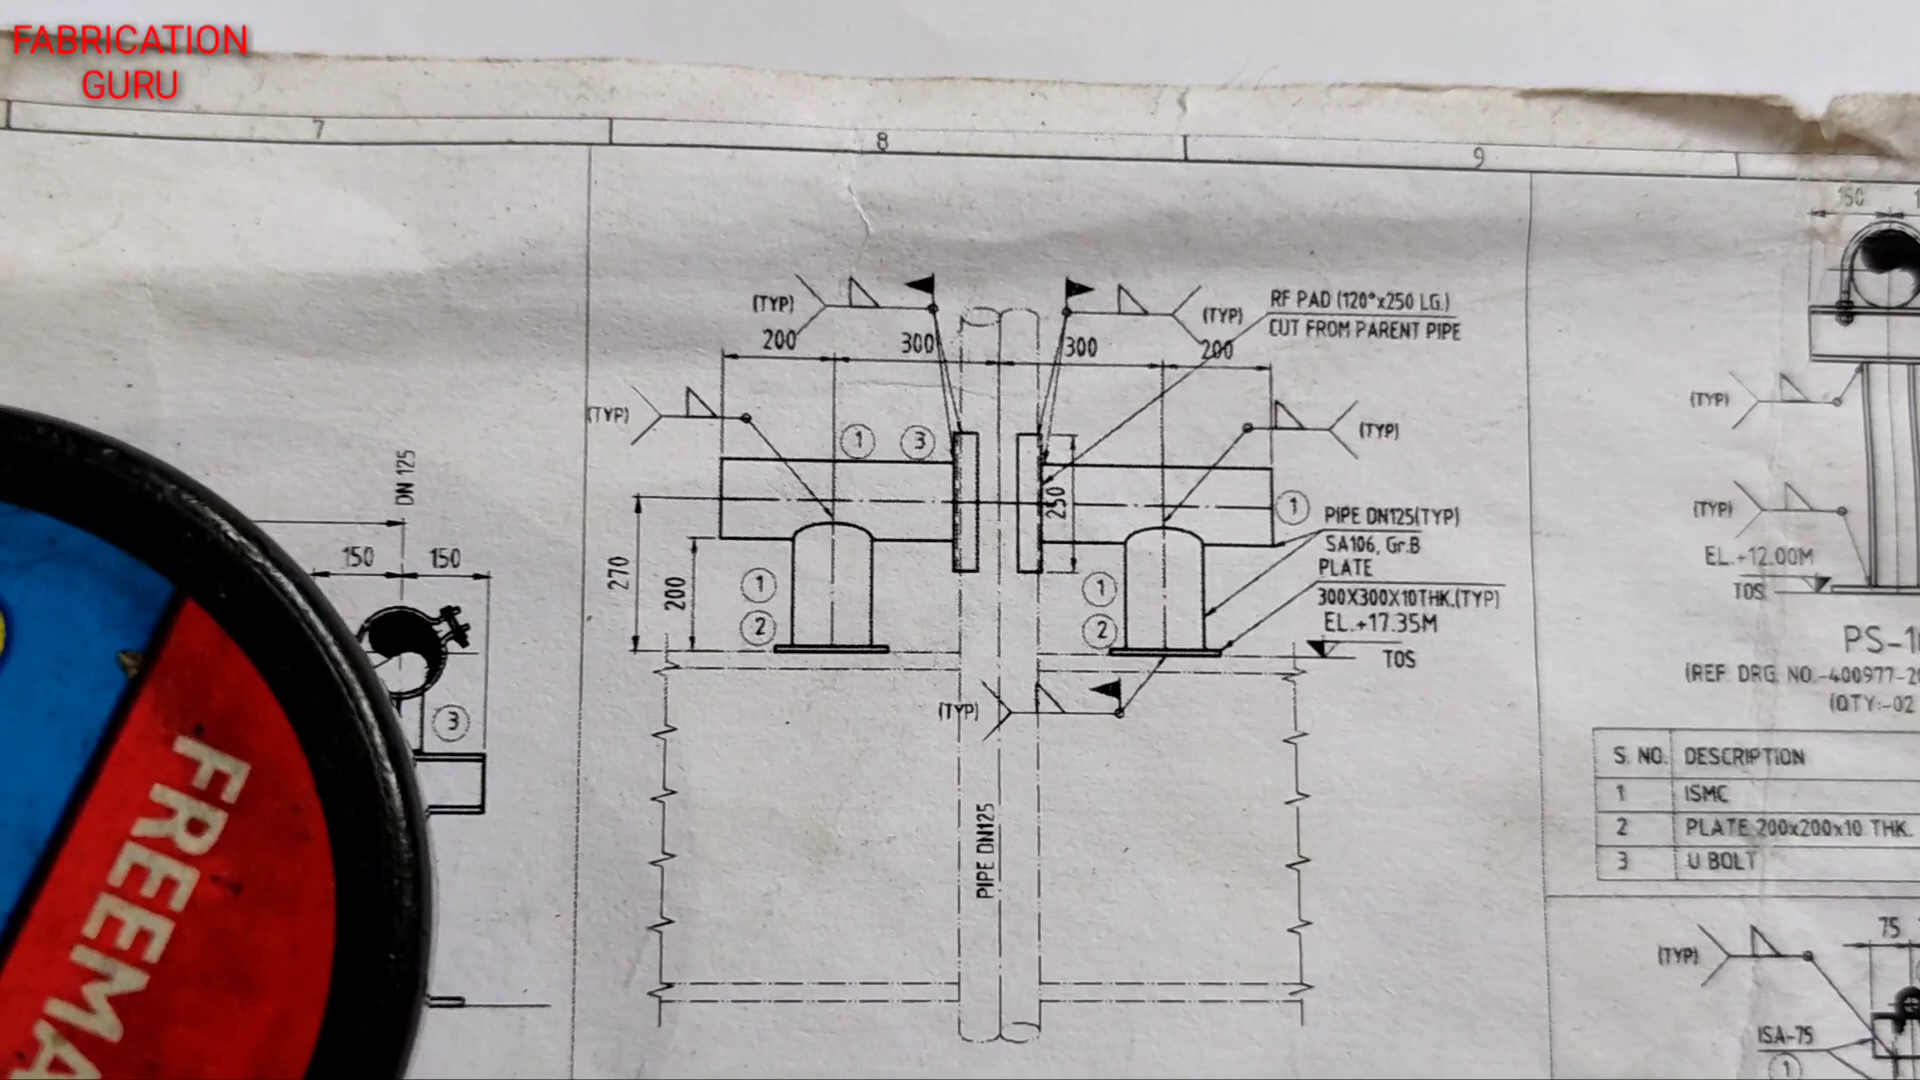 FABRICATION
GURU
7
8
9
(TYP)
(TYP)
RF PAD (120°x250 LG.)
CUT FROM PARENT PIPE
200
300
300
200
(TYP)
(TYP)
1
3
250
1
PIPE DN125(TYP)
SA106, Gr.B
PLATE
300X300X10THK.(TYP)
EL.+17.35M
TOS
270
200
1
2
1
2
(TYP)
PIPE DN125
DN 125
150
150
3
FREEMA
(TYP)
(TYP)
EL.+12.00M
TOS
(REF. DRG. NO.-400977-20
(QTY:-02
S. NO.
DESCRIPTION
1
ISMC
2
PLATE 200x200x10 THK.
3
U BOLT
(TYP)
75
ISA-75
1